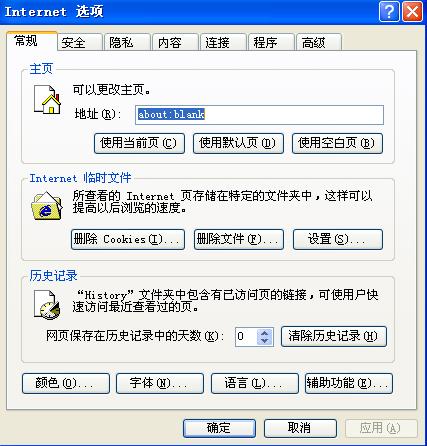 Internet 选项
常规 安全 隐私 内容 连接 程序 高级
主页
可以更改主页。
地址(R): about:blank
使用当前页(C) 使用默认页(D) 使用空白页(B)
Internet 临时文件
所查看的 Internet 页存储在特定的文件夹中，这样可以
提高以后浏览的速度。
删除 Cookies(I)... 删除文件(F)... 设置(S)...
历史记录
“History”文件夹中包含有已访问页的链接，可使用户快
速访问最近查看过的页。
网页保存在历史记录中的天数(K): 0 清除历史记录(H)
颜色(O)... 字体(N)... 语言(L)... 辅助功能(E)...
确定 取消 应用(A)